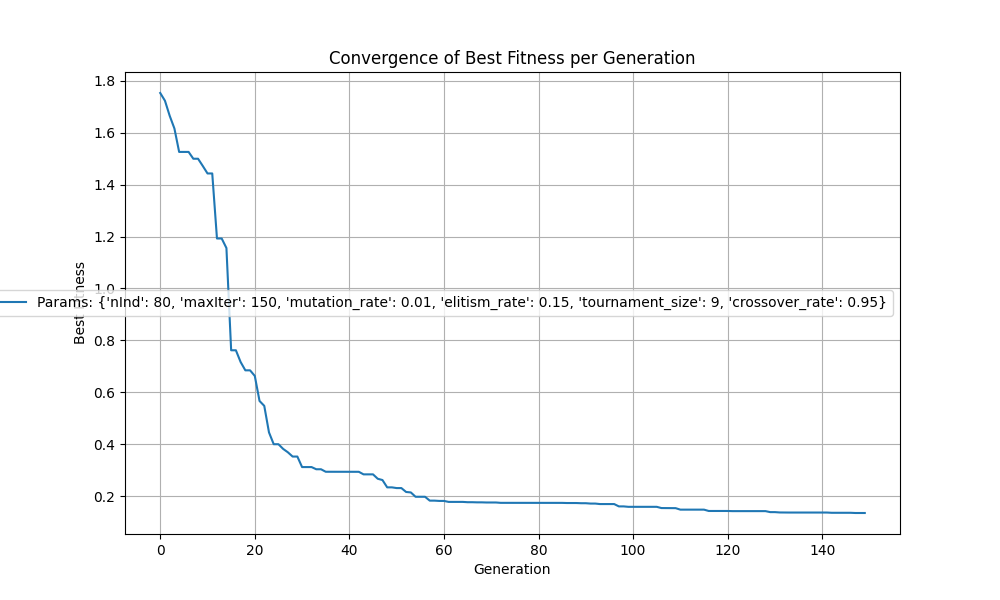 Convergence of Best Fitness per Generation
1.8
1.6
1.4
1.2
1.0
Params: {'nInd': 80, 'maxIter': 150, 'mutation_rate': 0.01, 'elitism_rate': 0.15, 'tournament_size': 9, 'crossover_rate': 0.95}
0.8
0.6
0.4
0.2
0 20 40 60 80 100 120 140
Generation
Best Fitness